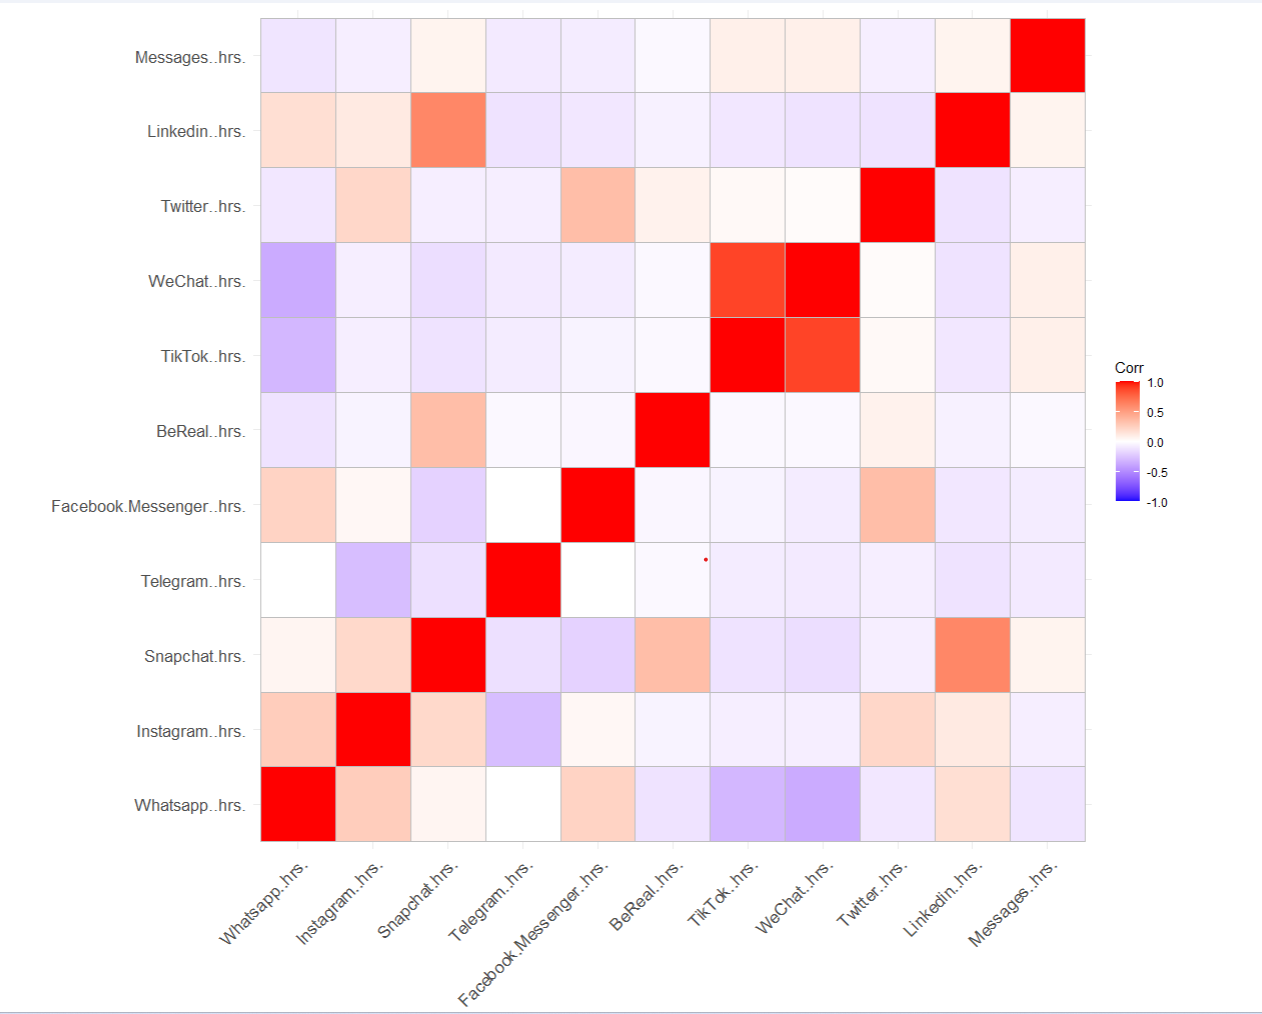 Messages..hrs.
Linkedin..hrs.
Twitter..hrs.
WeChat..hrs.
TikTok..hrs.
BeReal..hrs.
Facebook.Messenger..hrs.
Telegram..hrs.
Snapchat.hrs.
Instagram..hrs.
Whatsapp..hrs.
Whatsapp..hrs.
Instagram..hrs.
Snapchat.hrs.
Telegram..hrs.
Facebook.Messenger..hrs.
BeReal..hrs.
TikTok..hrs.
WeChat..hrs.
Twitter..hrs.
Linkedin..hrs.
Messages..hrs.
Corr
1.0
0.5
0.0
-0.5
-1.0